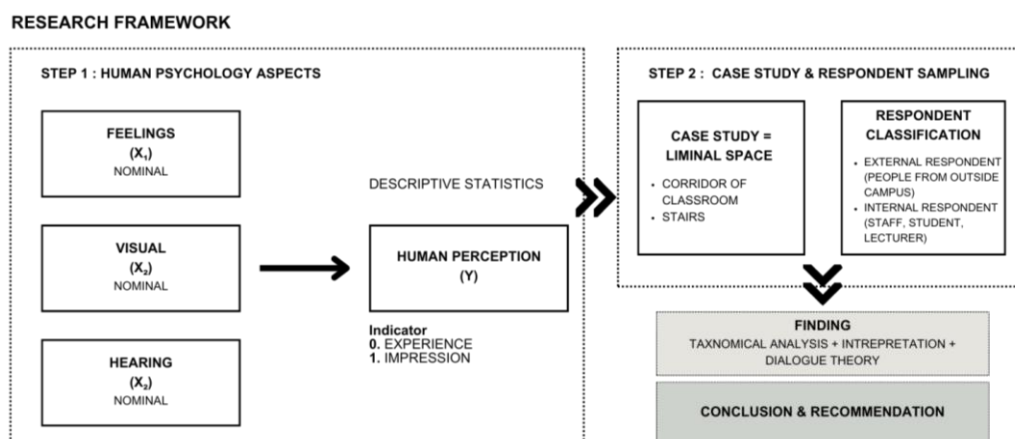 RESEARCH FRAMEWORK
STEP 1 : HUMAN PSYCHOLOGY ASPECTS
FEELINGS
(X₁)
NOMINAL
VISUAL
(X₂)
NOMINAL
HEARING
(X₃)
NOMINAL
DESCRIPTIVE STATISTICS
HUMAN PERCEPTION
(Y)
Indicator
0. EXPERIENCE
1. IMPRESSION
STEP 2 : CASE STUDY & RESPONDENT SAMPLING
CASE STUDY =
LIMINAL SPACE
• CORRIDOR OF
CLASSROOM
• STAIRS
RESPONDENT
CLASSIFICATION
• EXTERNAL RESPONDENT
(PEOPLE FROM OUTSIDE
CAMPUS)
• INTERNAL RESPONDENT
(STAFF, STUDENT,
LECTURER)
FINDING
TAXNOMICAL ANALYSIS + INTREPRETATION +
DIALOGUE THEORY
CONCLUSION & RECOMMENDATION